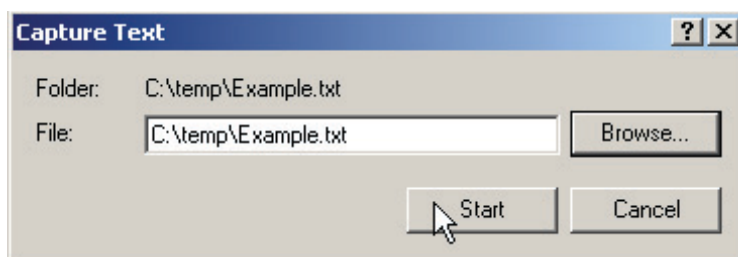 Capture Text ? X
Folder: C:\temp\Example.txt
File: C:\temp\Example.txt Browse...
Start Cancel